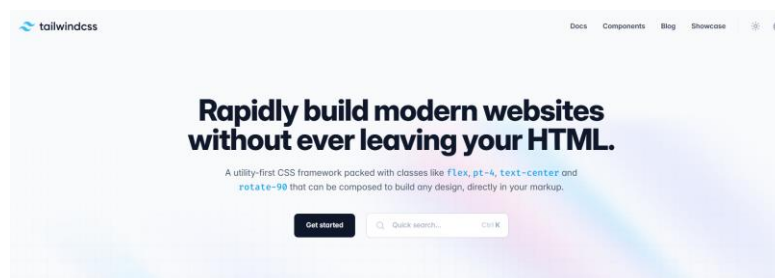 tailwindcss
Docs Components Blog Showcase
Rapidly build modern websites
without ever leaving your HTML.
A utility-first CSS framework packed with classes like flex, pt-4, text-center and
rotate-90 that can be composed to build any design, directly in your markup.
Get started
Quick search... Ctrl K